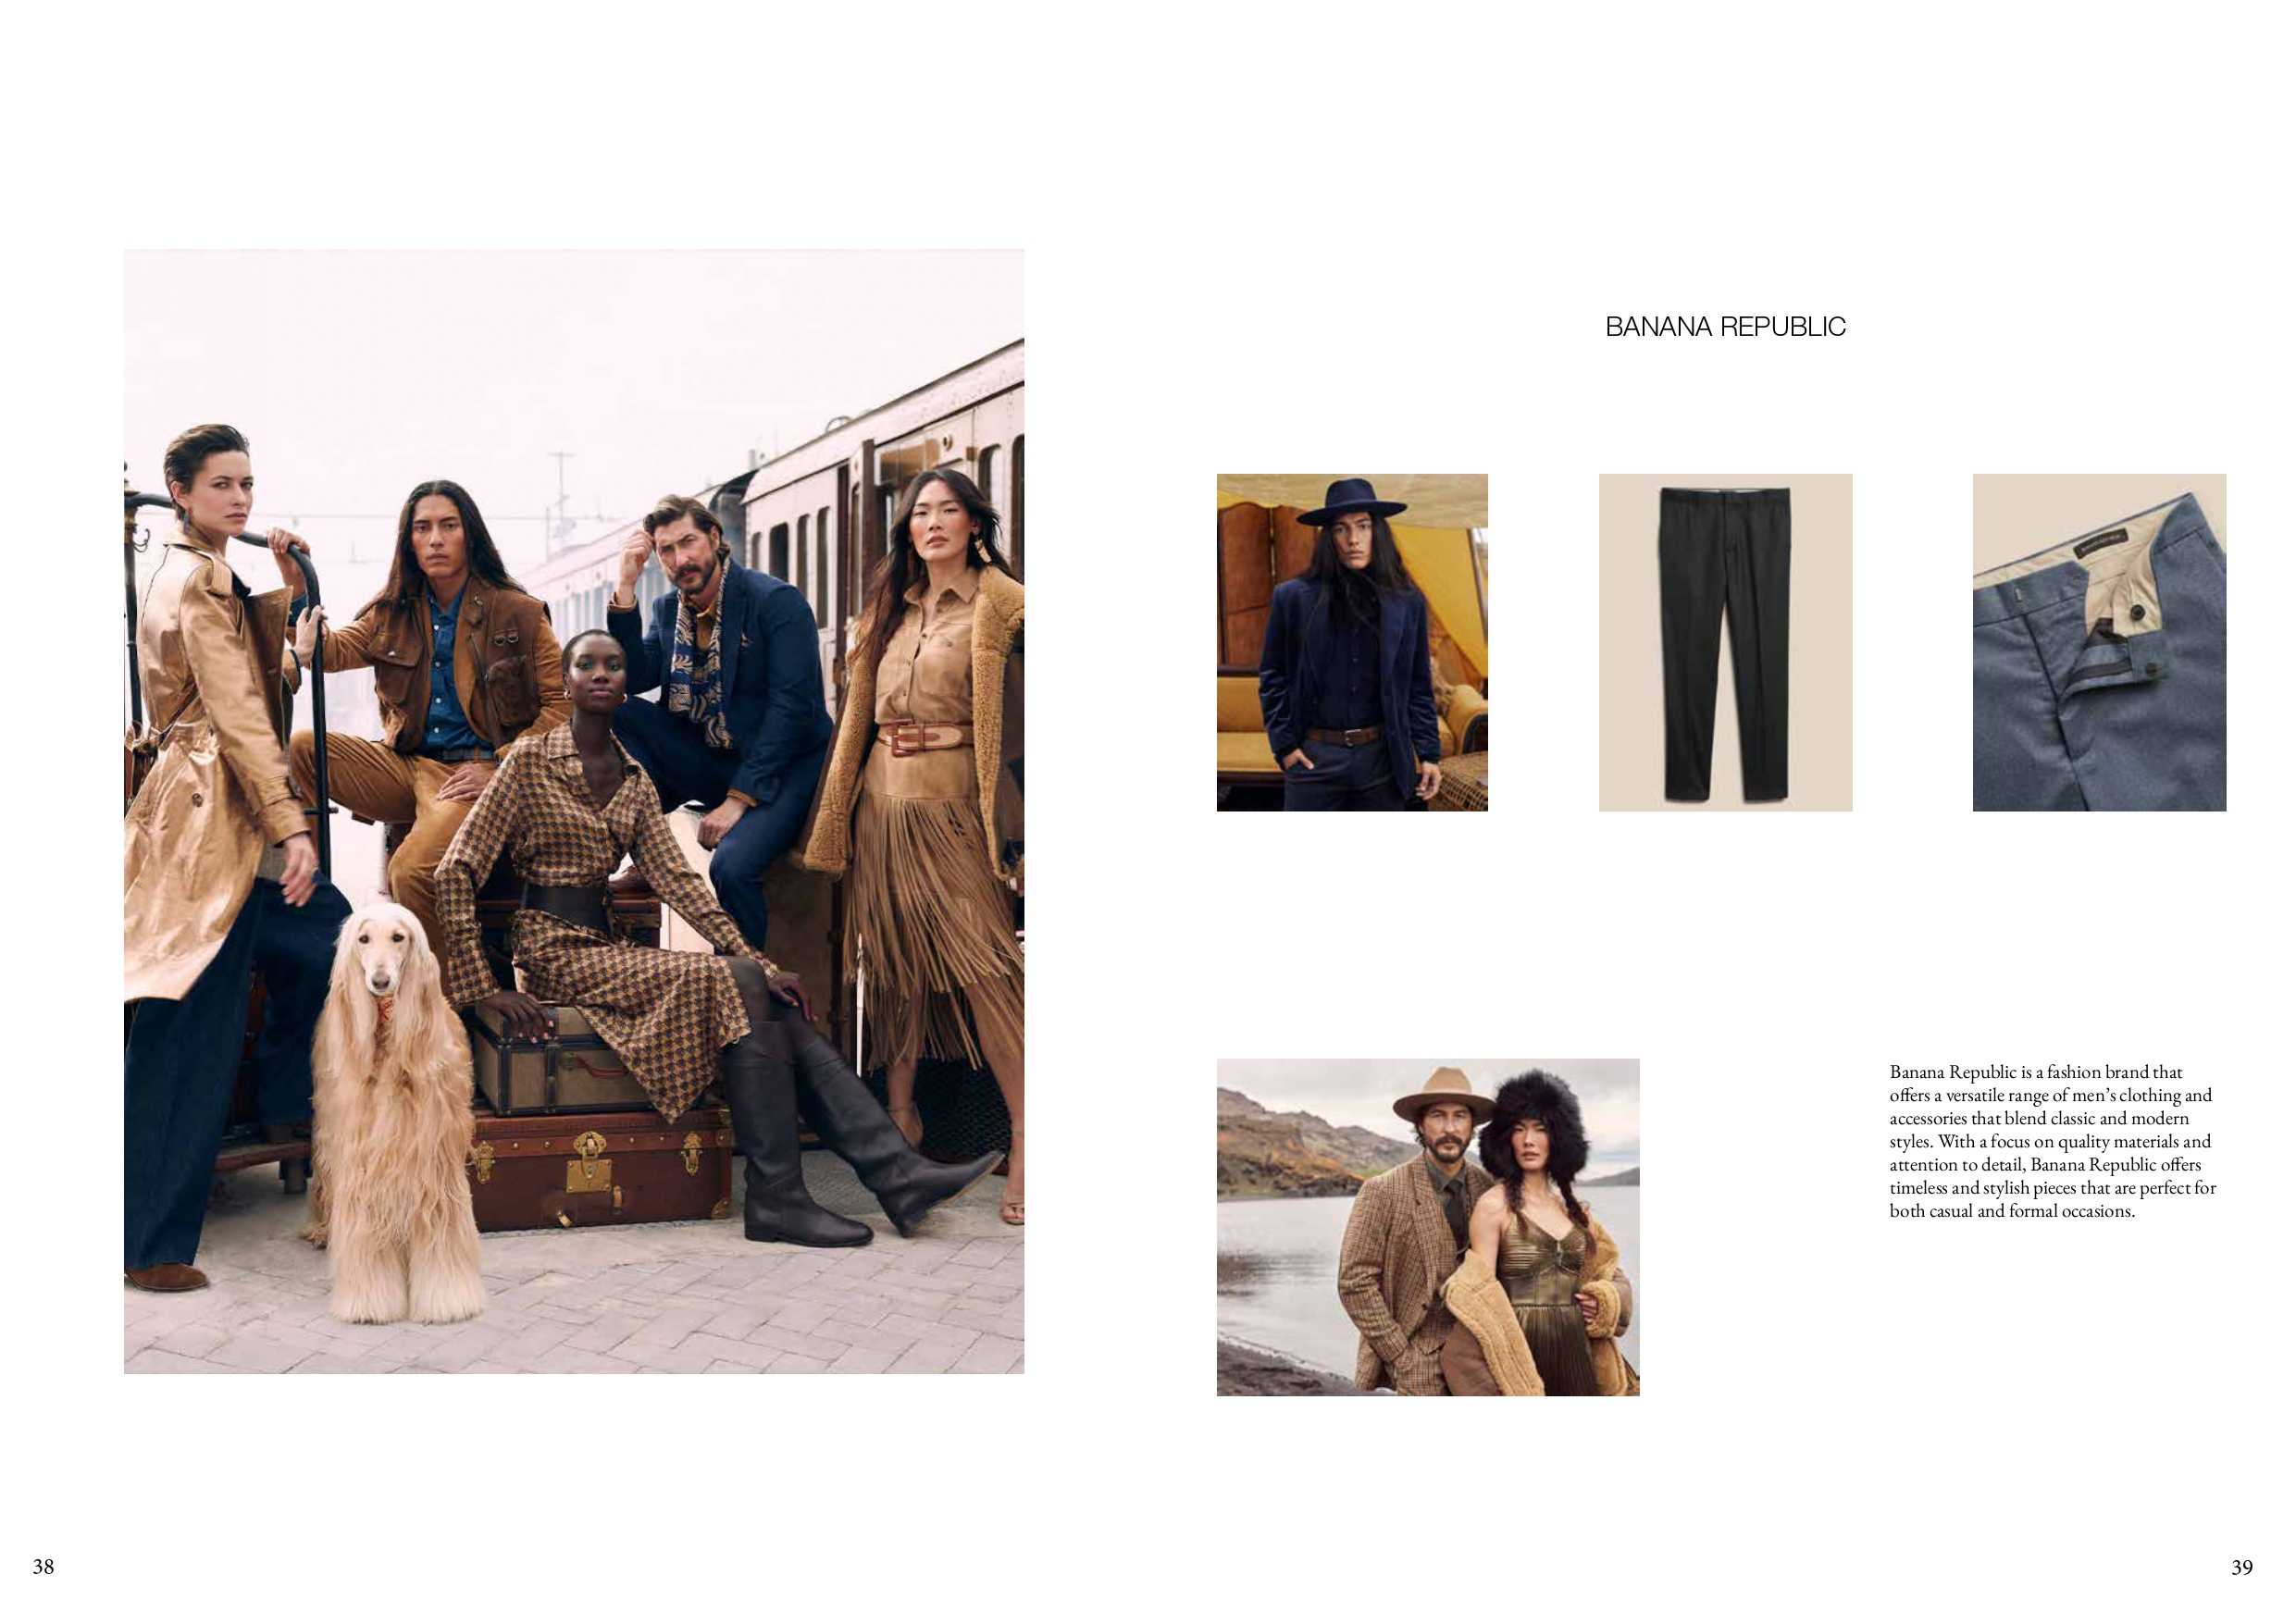 BANANA REPUBLIC
Banana Republic is a fashion brand that
offers a versatile range of men’s clothing and
accessories that blend classic and modern
styles. With a focus on quality materials and
attention to detail, Banana Republic offers
timeless and stylish pieces that are perfect for
both casual and formal occasions.
38
39